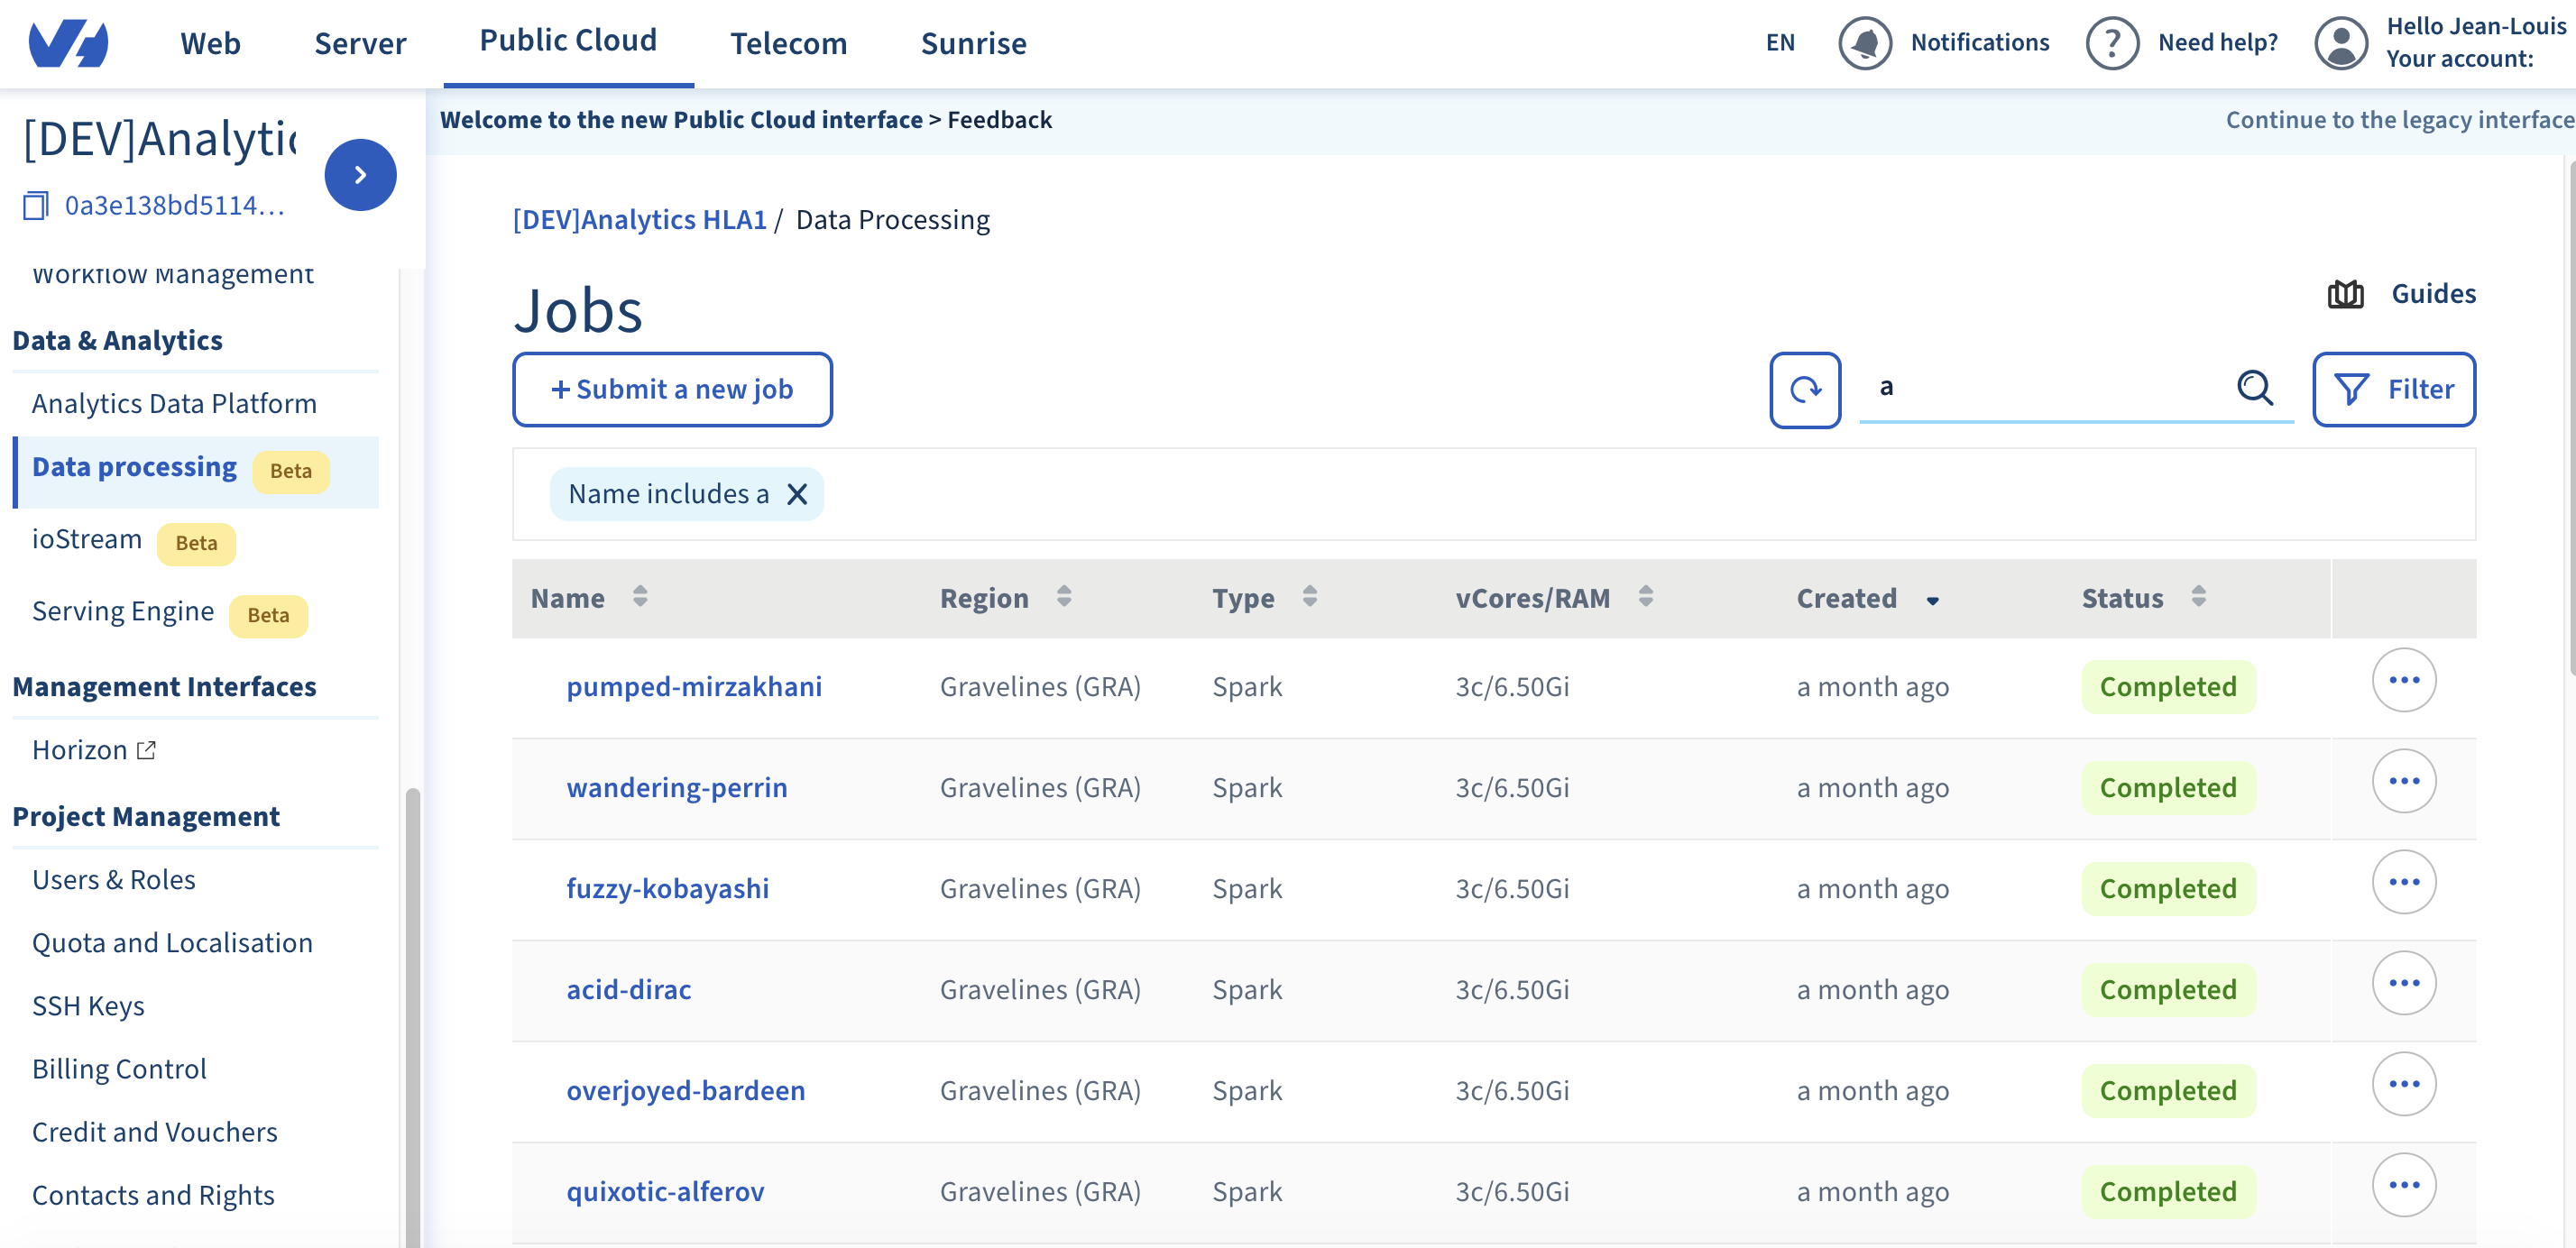 Web Server Public Cloud Telecom Sunrise EN Notifications Need help? Hello Jean-Louis
Your account:
[DEV]Analytic
0a3e138bd5114...
Workflow Management
Data & Analytics
Analytics Data Platform
Data processing Beta
ioStream Beta
Serving Engine Beta
Management Interfaces
Horizon
Project Management
Users & Roles
Quota and Localisation
SSH Keys
Billing Control
Credit and Vouchers
Contacts and Rights
Welcome to the new Public Cloud interface > Feedback Continue to the legacy interface
[DEV]Analytics HLA1 / Data Processing
Jobs
Guides
+ Submit a new job a Filter
Name includes a
Name Region Type vCores/RAM Created Status
pumped-mirzakhani Gravelines (GRA) Spark 3c/6.50Gi a month ago Completed
wandering-perrin Gravelines (GRA) Spark 3c/6.50Gi a month ago Completed
fuzzy-kobayashi Gravelines (GRA) Spark 3c/6.50Gi a month ago Completed
acid-dirac Gravelines (GRA) Spark 3c/6.50Gi a month ago Completed
overjoyed-bardeen Gravelines (GRA) Spark 3c/6.50Gi a month ago Completed
quixotic-alferov Gravelines (GRA) Spark 3c/6.50Gi a month ago Completed